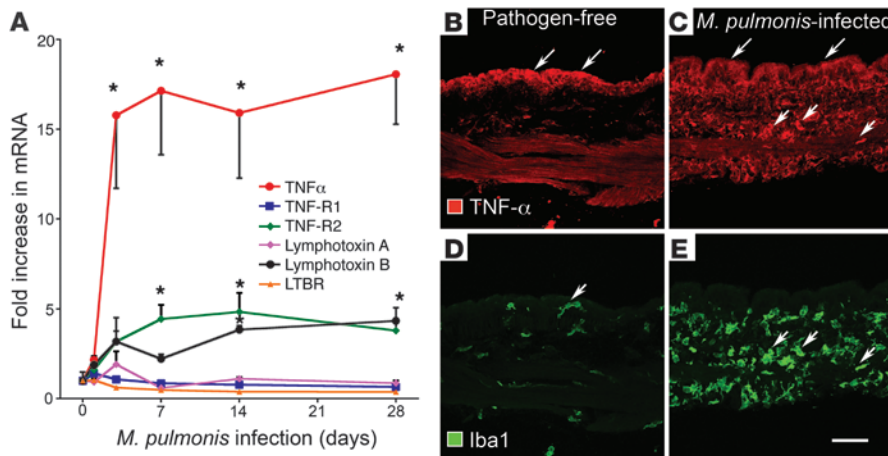 A
Fold increase in mRNA
20
15
10
5
0
0 7 14 21 28
M. pulmonis infection (days)
* * * *
TNFα
TNF-R1
TNF-R2
Lymphotoxin A
Lymphotoxin B
LTBR
* * *
*
B Pathogen-free
TNF-α
C M. pulmonis-infected
D
Iba1
E